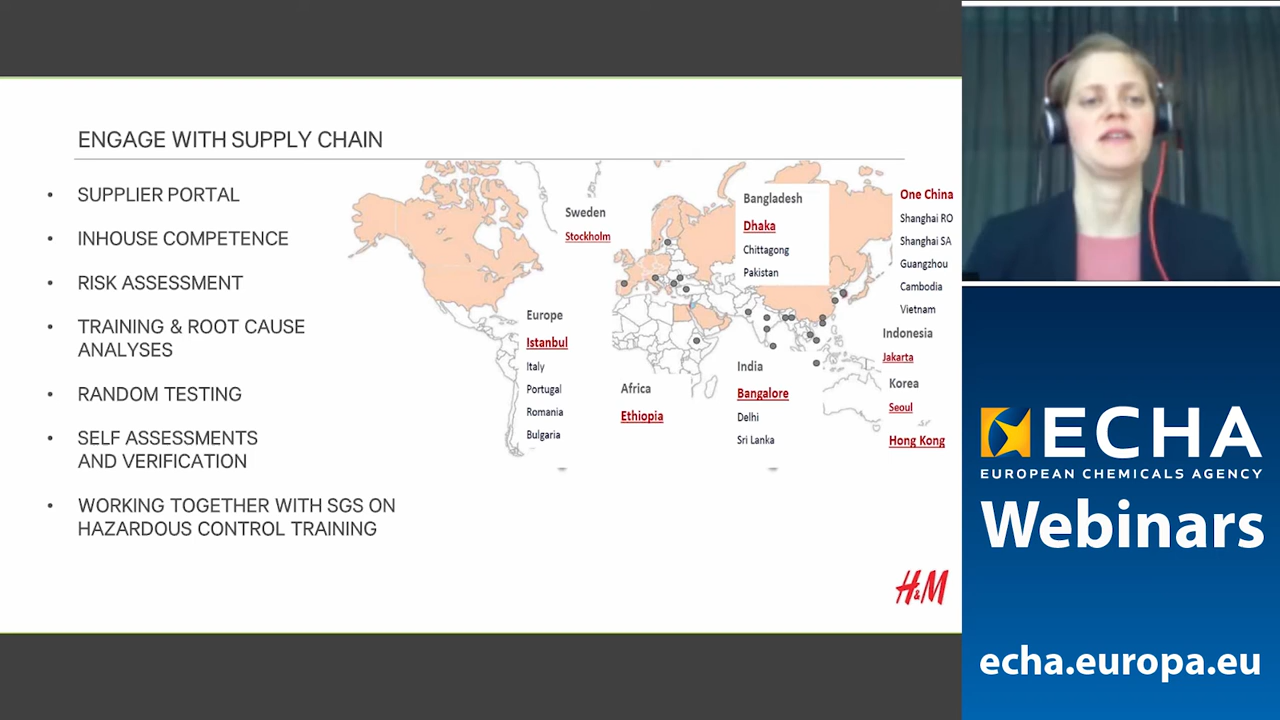 ENGAGE WITH SUPPLY CHAIN
• SUPPLIER PORTAL
• INHOUSE COMPETENCE
• RISK ASSESSMENT
• TRAINING & ROOT CAUSE
ANALYSES
• RANDOM TESTING
• SELF ASSESSMENTS
AND VERIFICATION
• WORKING TOGETHER WITH SGS ON
HAZARDOUS CONTROL TRAINING
Sweden
Stockholm
Europe
Istanbul
Italy
Portugal
Romania
Bulgaria
Africa
Ethiopia
Bangladesh
Dhaka
Chittagong
Pakistan
India
Bangalore
Delhi
Sri Lanka
One China
Shanghai RO
Shanghai SA
Guangzhou
Cambodia
Vietnam
Indonesia
Jakarta
Korea
Seoul
Hong Kong
H&M
ECHA
EUROPEAN CHEMICALS AGENCY
Webinars
echa.europa.eu